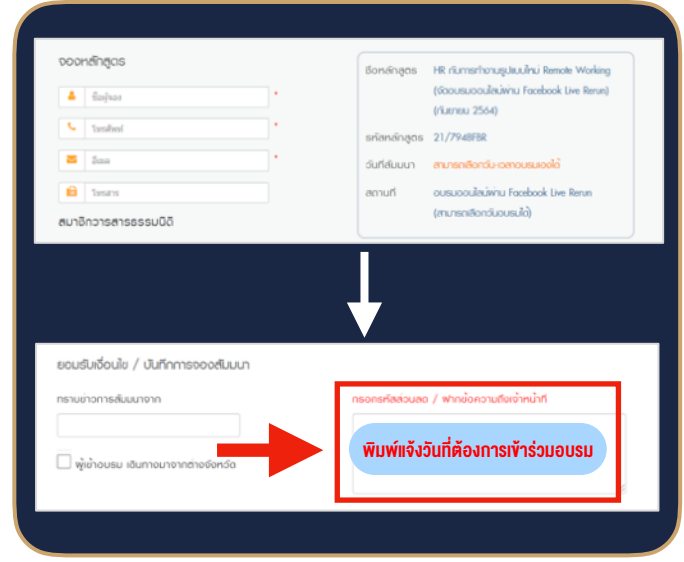 จองหลักสูตร
ชื่อผู้จอง *
โทรศัพท์ *
อีเมล *
โทรสาร
สมาชิกวารสารธรรมนิติ
ชื่อหลักสูตร HR กับการทำงานรูปแบบใหม่ Remote Working
(จัดอบรมออนไลน์ผ่าน Facebook Live Rerun)
(กันยายน 2564)
รหัสหลักสูตร 21/7948FBR
วันที่สัมมนา สามารถเลือกวัน-เวลาอบรมเองได้
สถานที่ อบรมออนไลน์ผ่าน Facebook Live Rerun
(สามารถเลือกวันอบรมได้)
ยอมรับเงื่อนไข / บันทึกการจองสัมมนา
ทราบข่าวการสัมมนาจาก
ผู้เข้าอบรม เดินทางมาจากต่างจังหวัด
กรอกรหัสส่วนลด / ฝากข้อความถึงเจ้าหน้าที่
พิมพ์แจ้งวันที่ต้องการเข้าร่วมอบรม